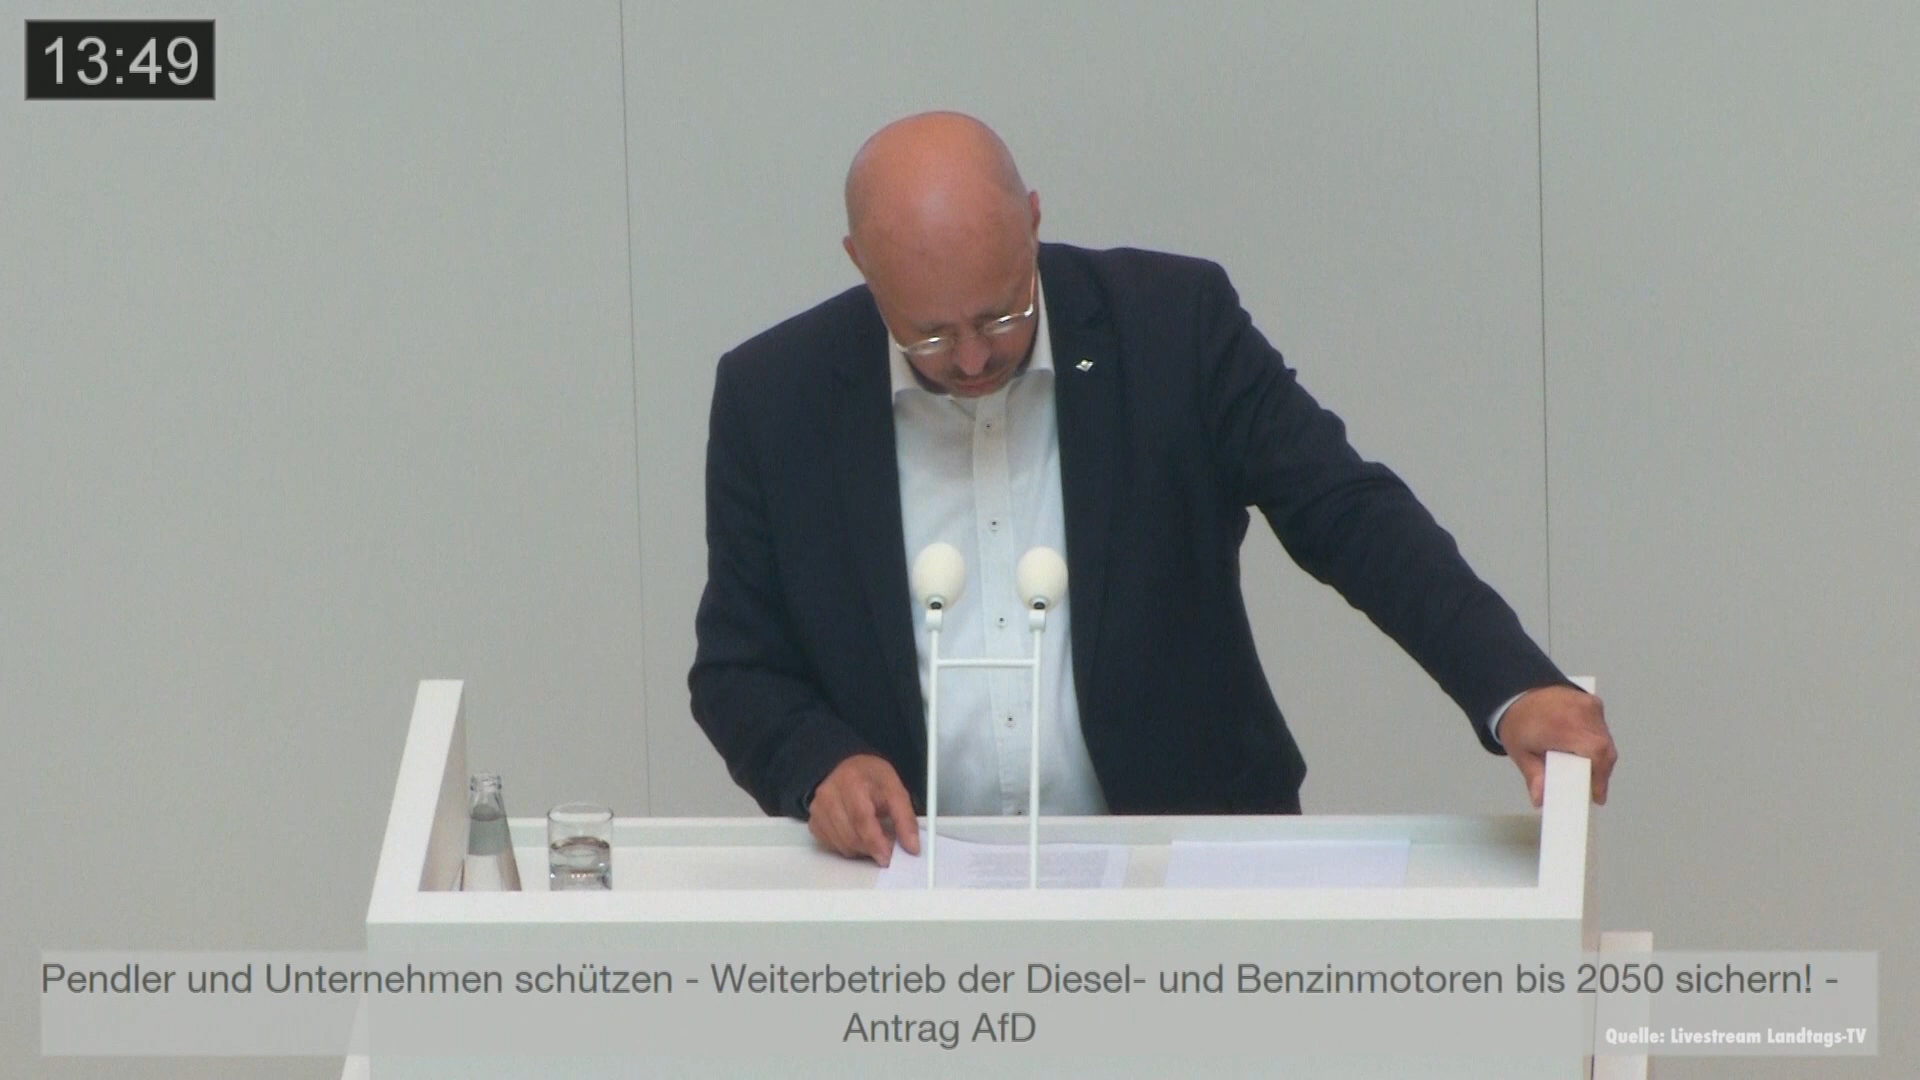 13:49
Pendler und Unternehmen schützen - Weiterbetrieb der Diesel- und Benzinmotoren bis 2050 sichern! -
Antrag AfD
Quelle: Livestream Landtags-TV